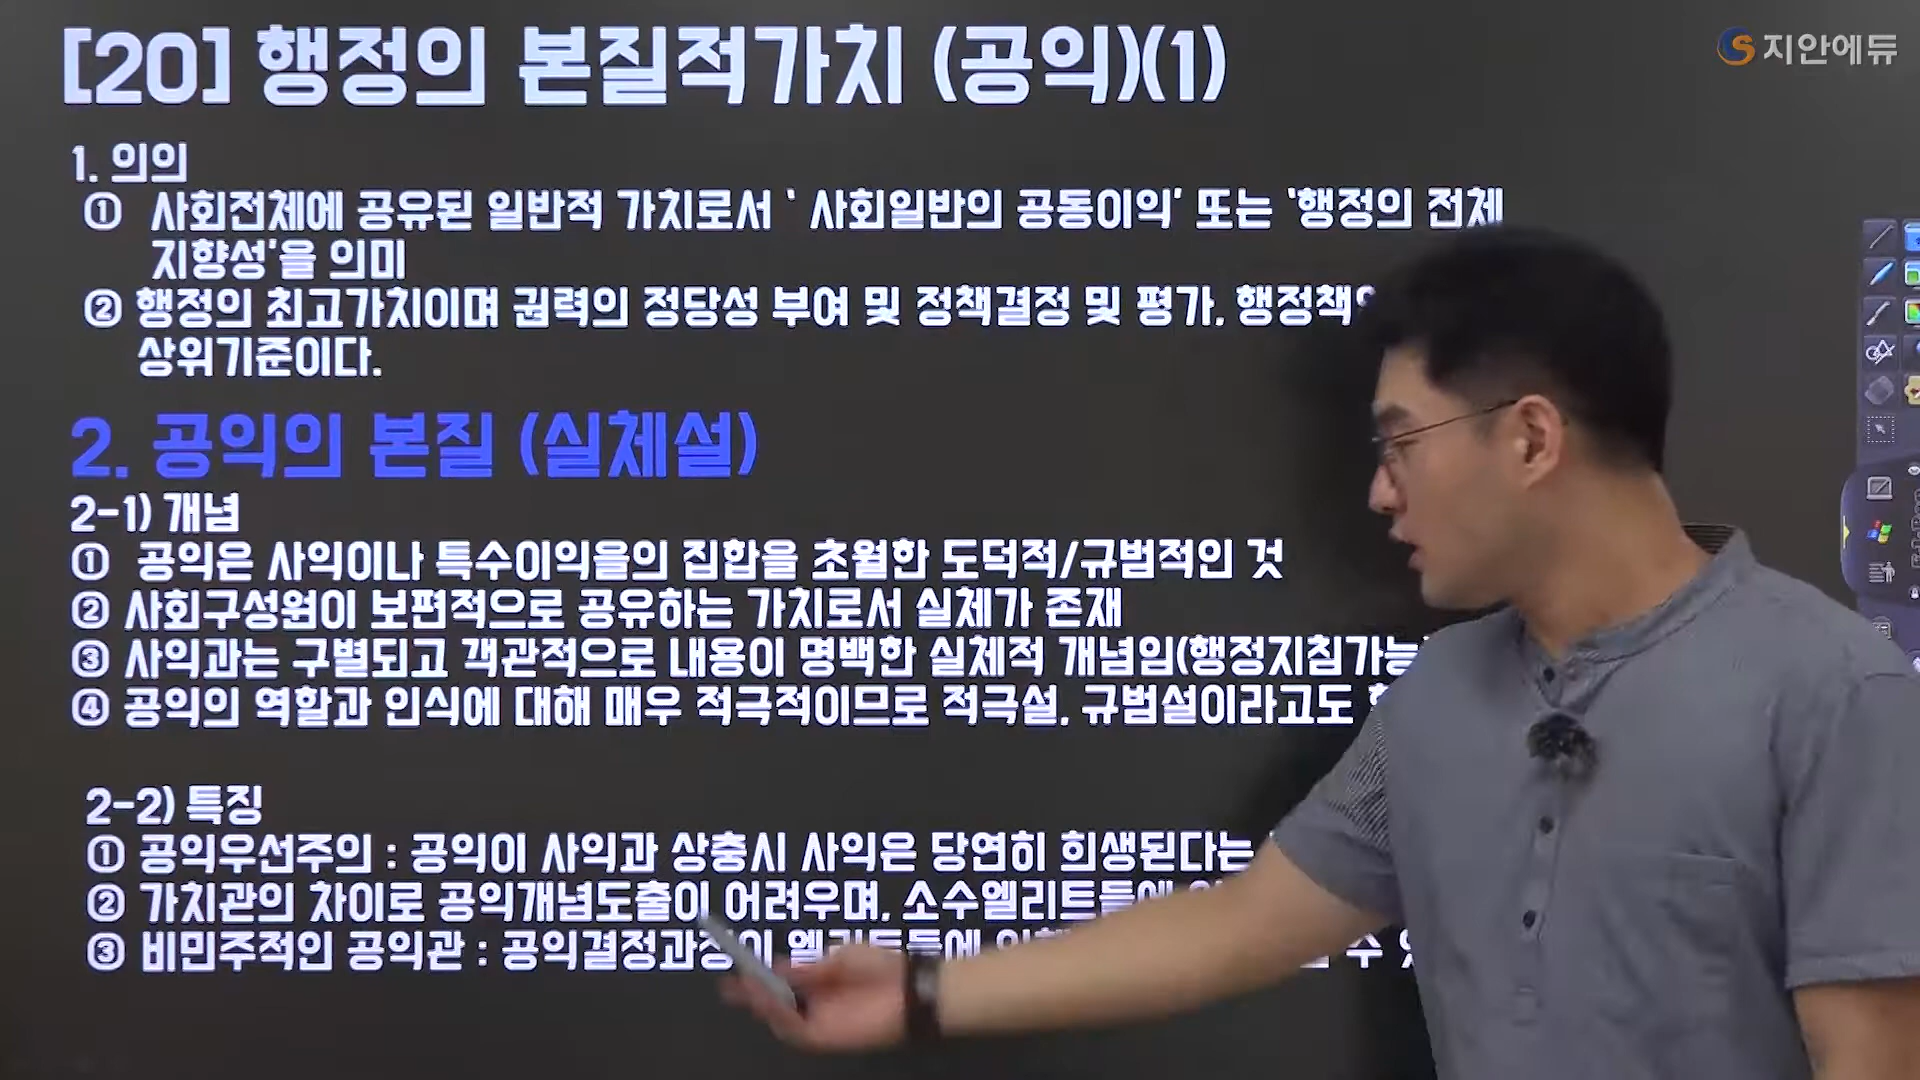 [20] 행정의 본질적가치 (공익)(1)
지안에듀
1. 의의
① 사회전체에 공유된 일반적 가치로서 ‘ 사회일반의 공동이익’ 또는 ‘행정의 전체
지향성’을 의미
② 행정의 최고가치이며 권력의 정당성 부여 및 정책결정 및 평가, 행정책
상위기준이다.
2. 공익의 본질 (실체설)
2-1) 개념
① 공익은 사익이나 특수이익들의 집합을 초월한 도덕적/규범적인 것
② 사회구성원이 보편적으로 공유하는 가치로서 실체가 존재
③ 사익과는 구별되고 객관적으로 내용이 명백한 실체적 개념임(행정지침가능
④ 공익의 역할과 인식에 대해 매우 적극적이므로 적극설, 규범설이라고도
2-2) 특징
① 공익우선주의 : 공익이 사익과 상충시 사익은 당연히 희생된다는
② 가치관의 차이로 공익개념도출이 어려우며, 소수엘리트들에
③ 비민주적인 공익관 : 공익결정과정이 엘리트들에 수